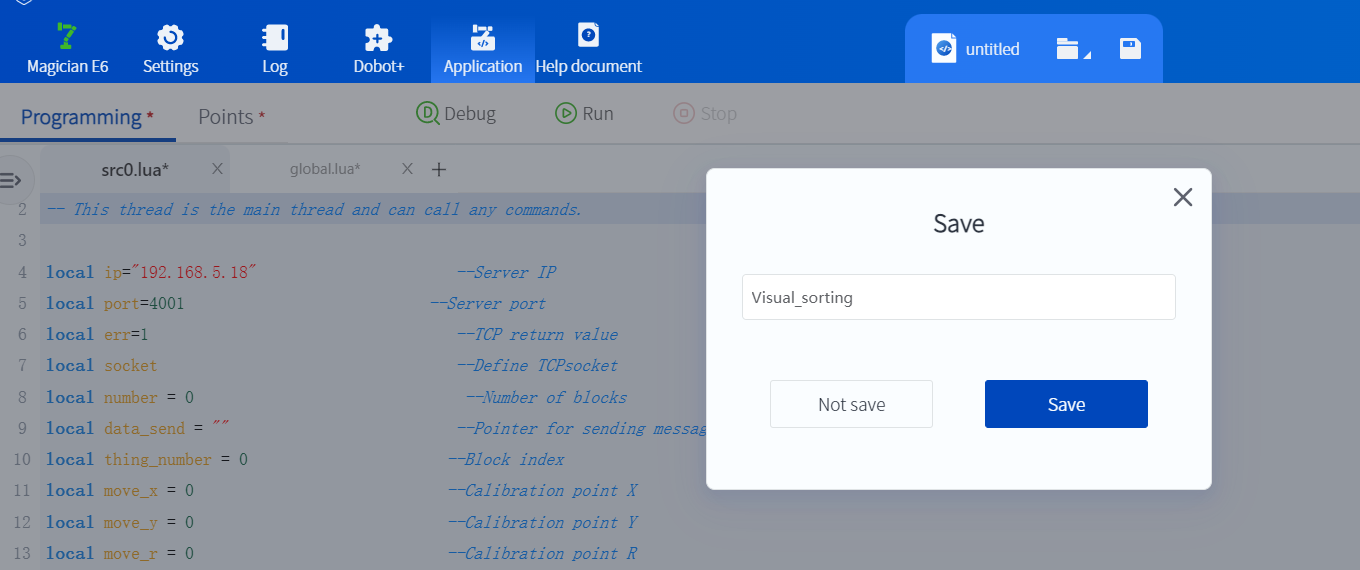 Magician E6 Settings Log Dobot+ Application Help document untitled
Programming * Points * Debug Run Stop
src0.lua* global.lua*
Save
Visual_sorting
Not save Save
2 -- This thread is the main thread and can call any commands.
3
4 local ip="192.168.5.18" --Server IP
5 local port=4001 --Server port
6 local err=1 --TCP return value
7 local socket --Define TCPsocket
8 local number = 0 --Number of blocks
9 local data_send = "" --Pointer for sending messag
10 local thing_number = 0 --Block index
11 local move_x = 0 --Calibration point X
12 local move_y = 0 --Calibration point Y
13 local move_r = 0 --Calibration point R